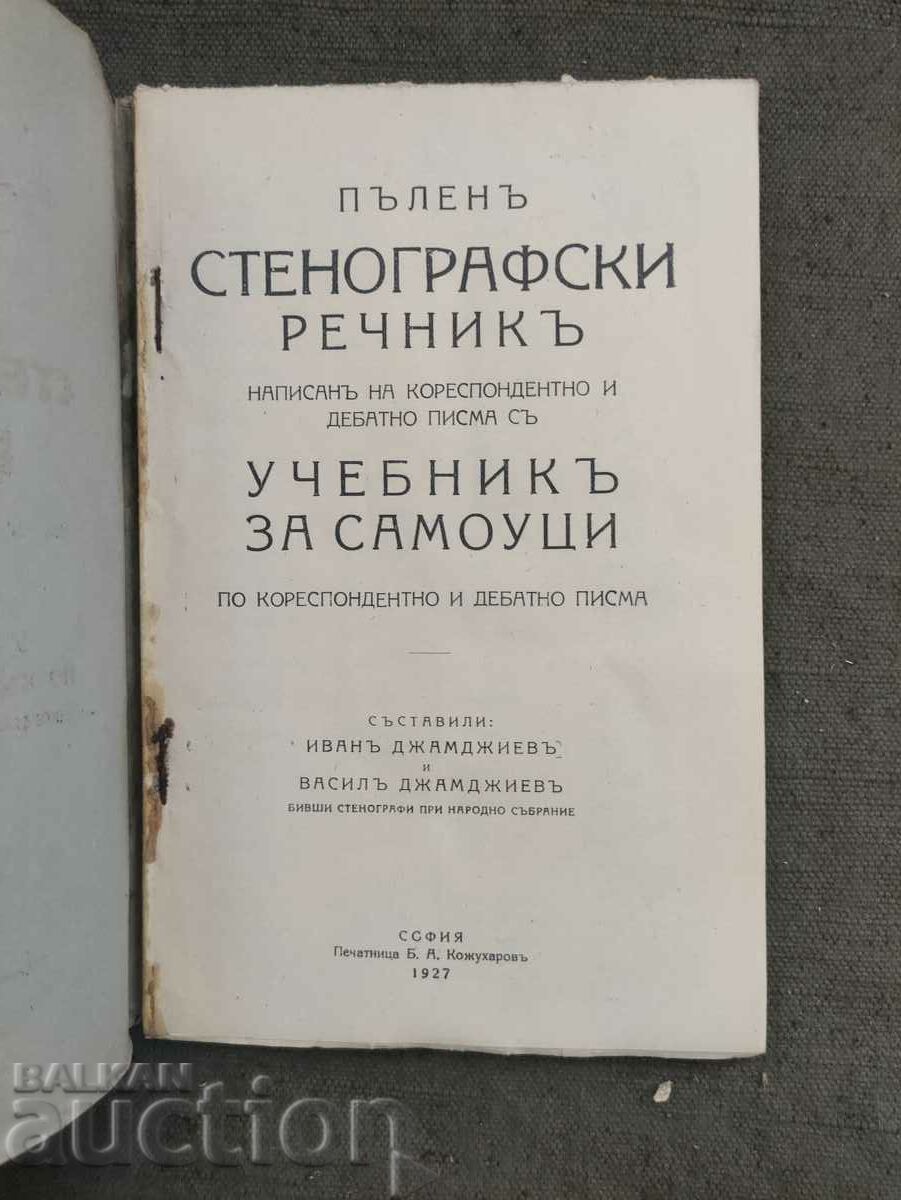 ПЪЛЕНЪ
СТЕНОГРАФСКИ
РЕЧНИКЪ
НАПИСАНЪ НА КОРЕСПОНДЕНТНО И
ДЕБАТНО ПИСМА СЪ
УЧЕБНИКЪ
ЗА САМОУЦИ
ПО КОРЕСПОНДЕНТНО И ДЕБАТНО ПИСМА
СЪСТАВИЛИ:
ИВАНЪ ДЖАМДЖИЕВЪ
И
ВАСИЛЪ ДЖАМДЖИЕВЪ
БИВШИ СТЕНОГРАФИ ПРИ НАРОДНО СЪБРАНИЕ
СОФИЯ
Печатница Б. А. Кожухаровъ
1927
BALKAN
auction